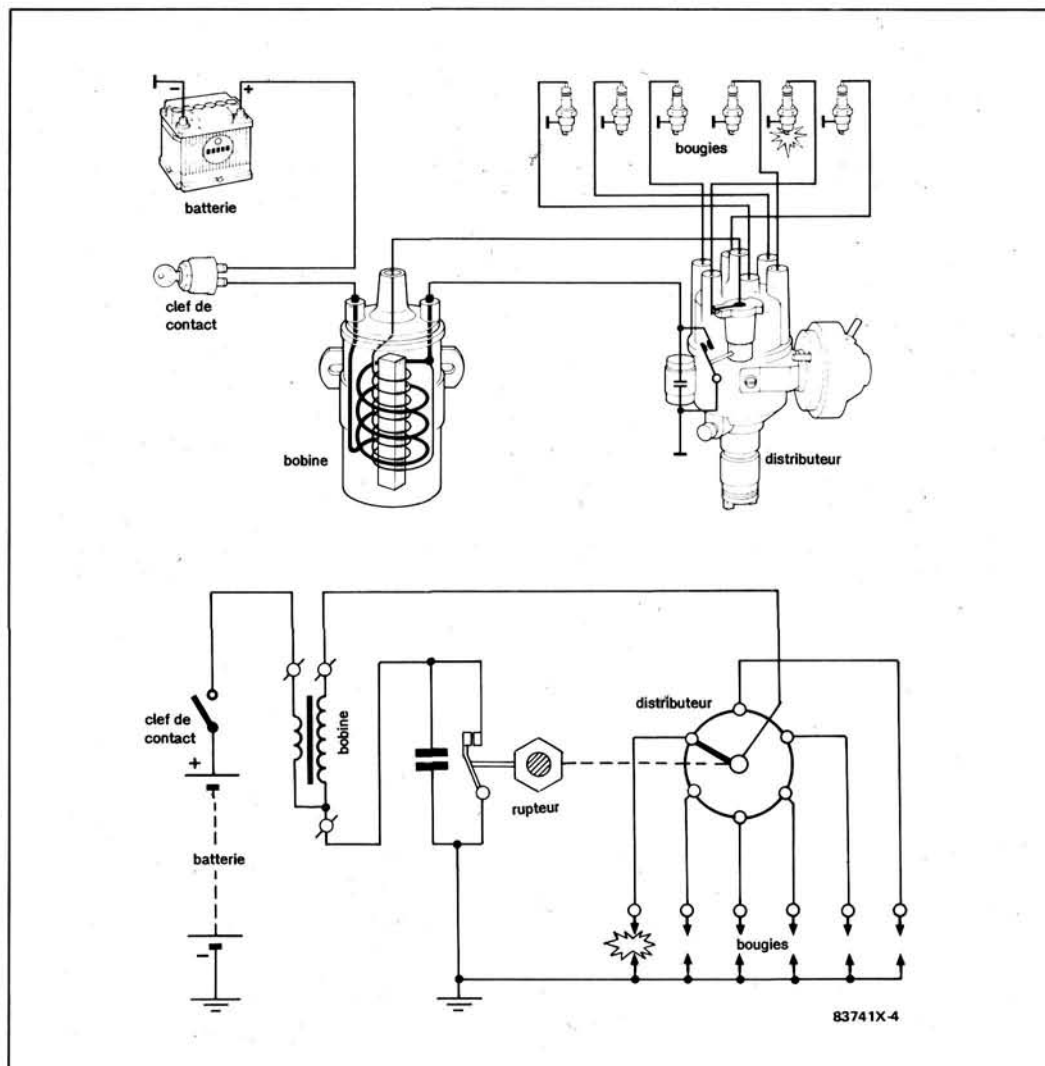 - +
batterie
bougies
clef de
contact
bobine
distributeur
clef de
contact
+
bobine
distributeur
rupteur
batterie
-
bougies
83741X-4